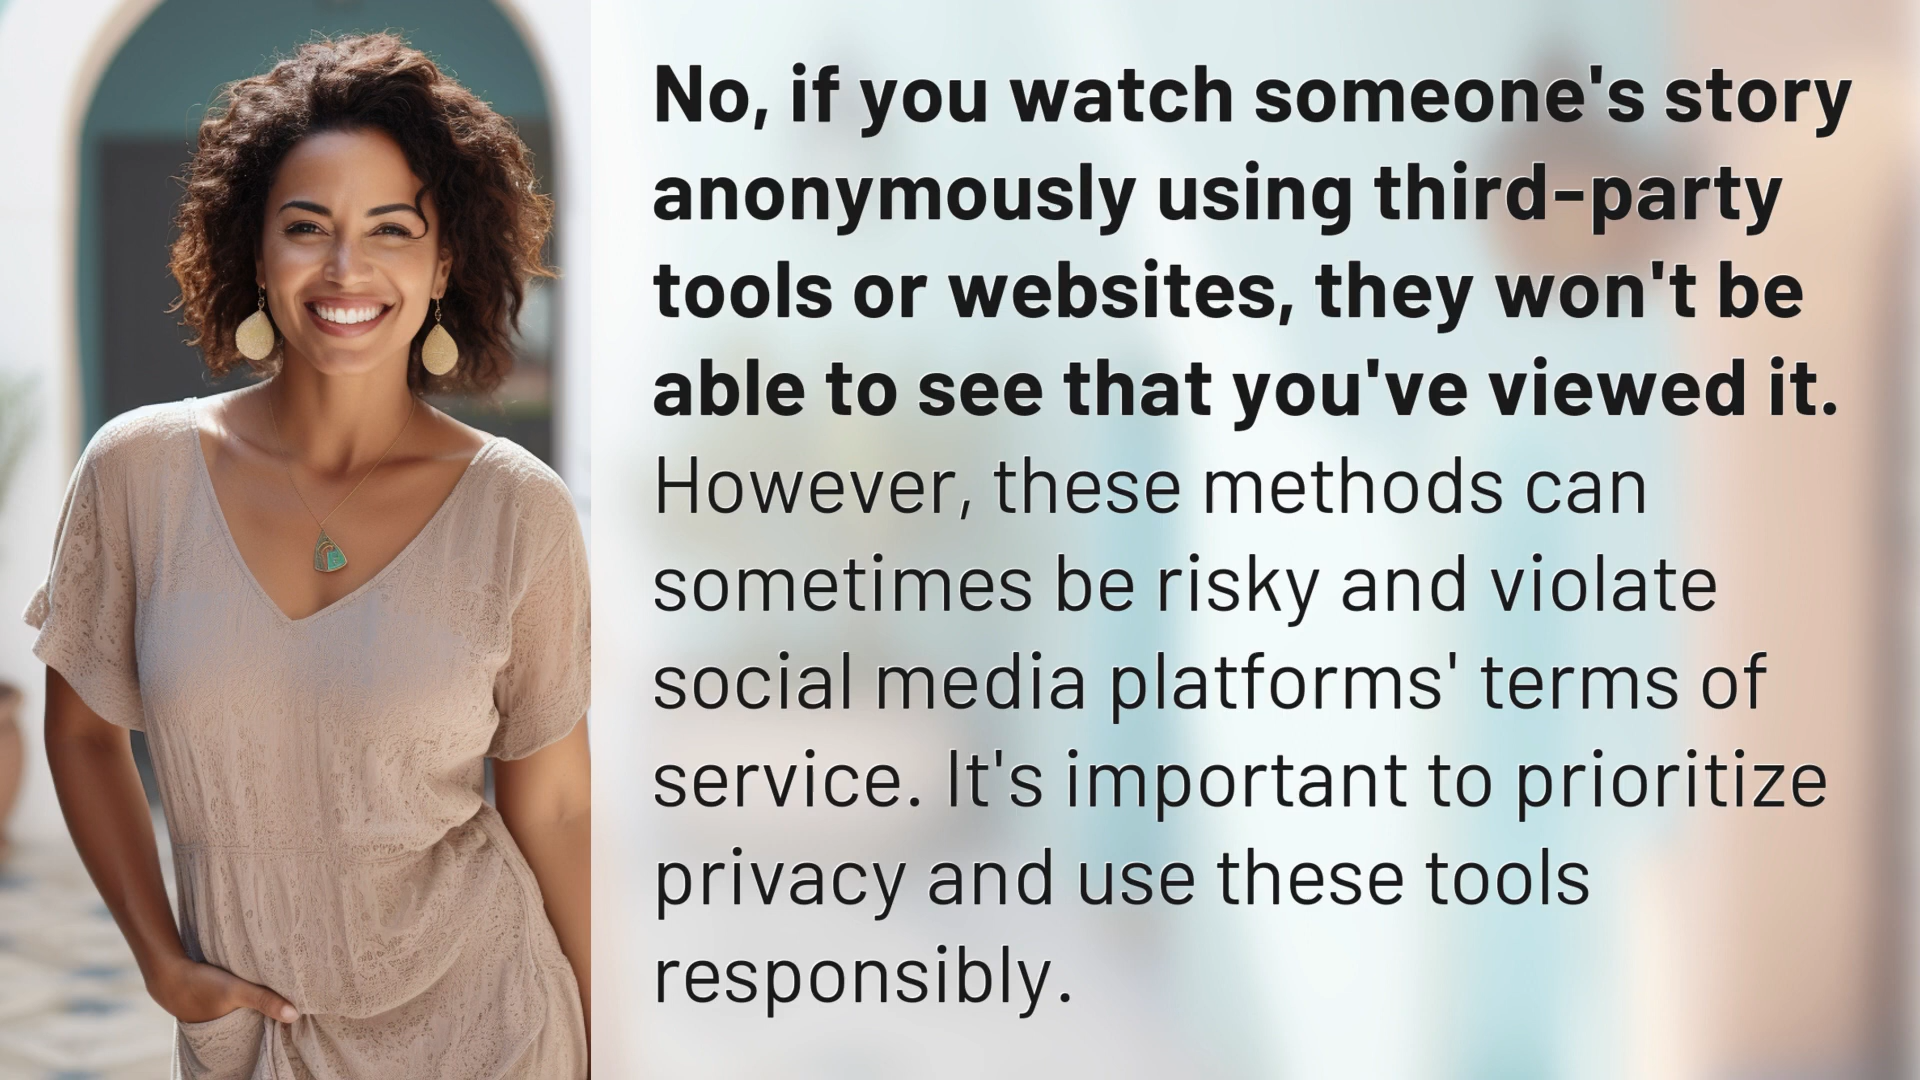 No, if you watch someone's story
anonymously using third-party
tools or websites, they won't be
able to see that you've viewed it.
However, these methods can
sometimes be risky and violate
social media platforms' terms of
service. It's important to prioritize
privacy and use these tools
responsibly.